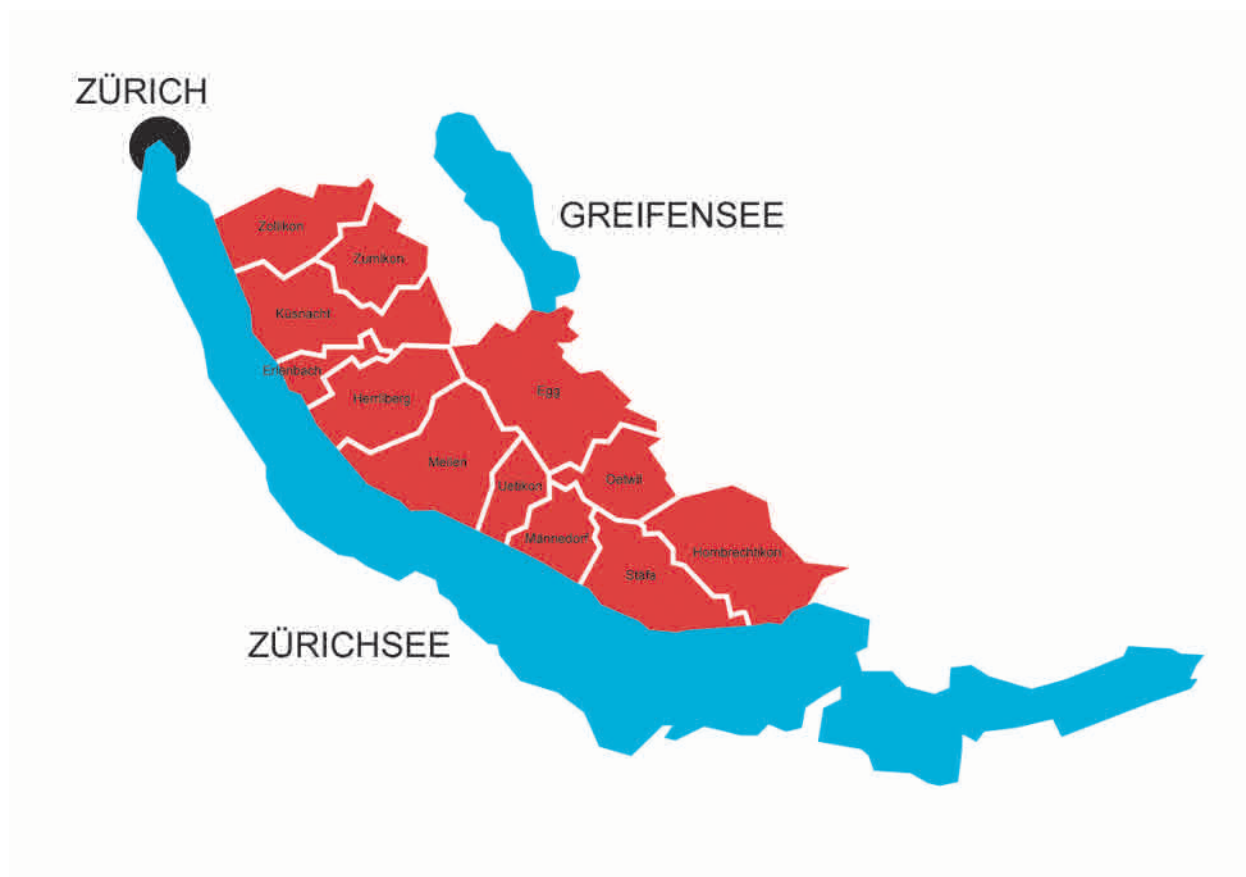 ZÜRICH
GREIFENSEE
Zollikon
Zumikon
Küsnacht
Erlenbach
Herrliberg
Egg
Meilen
Uetikon
Oetwil
Männedorf
Hombrechtikon
Stäfa
ZÜRICHSEE